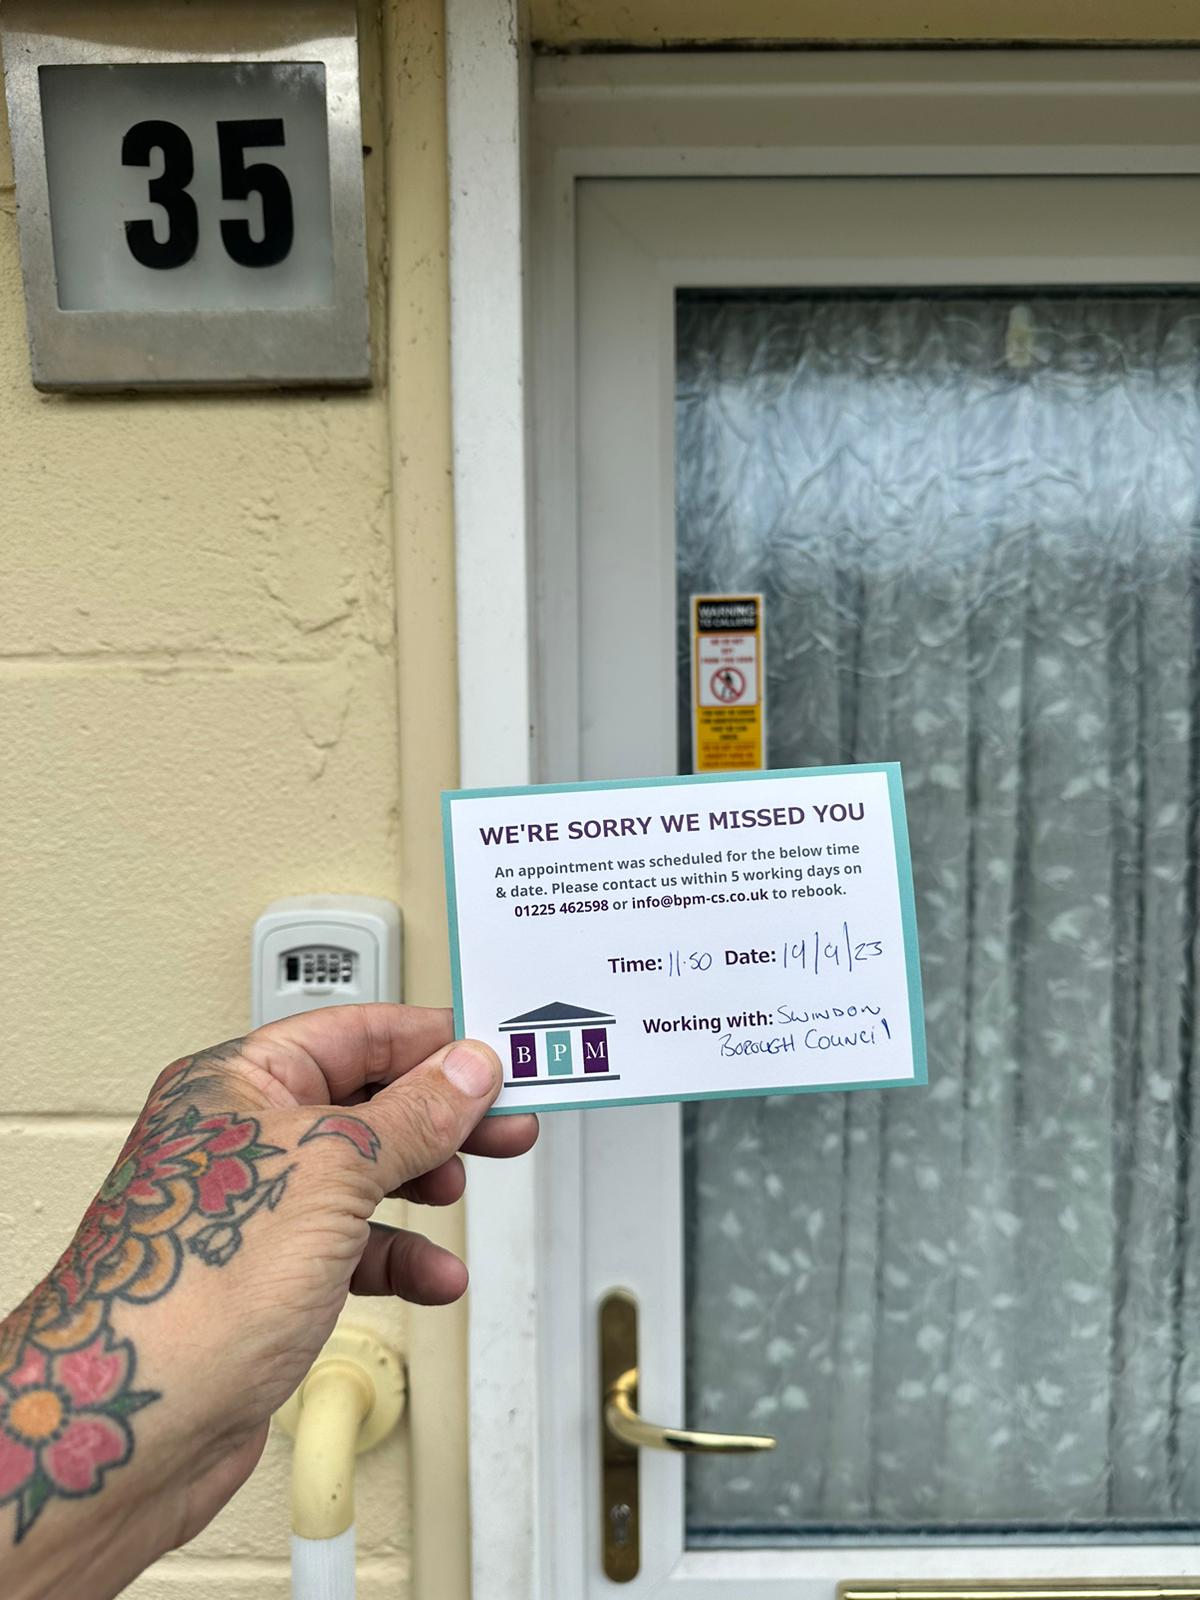 35
WARNING
TO CALLERS
WE'RE SORRY WE MISSED YOU
An appointment was scheduled for the below time
& date. Please contact us within 5 working days on
01225 462598 or info@bpm-cs.co.uk to rebook.
Time: 11.50 Date: 19/9/23
Working with: SWINDON
BOROUGH COUNCIL
B P M